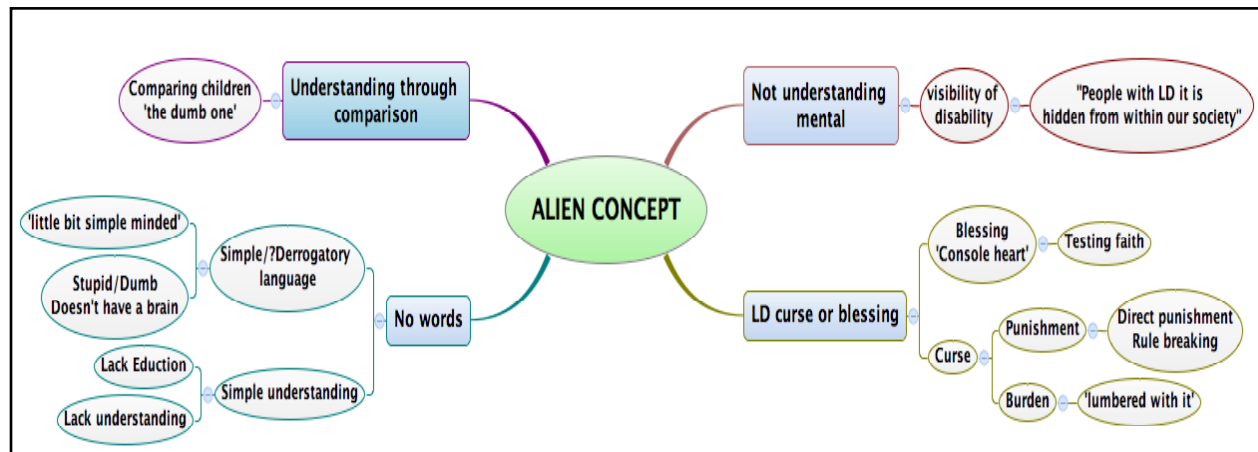 Comparing children
'the dumb one'
Understanding through
comparison
Not understanding
mental
visibility of
disability
"People with LD it is
hidden from within our society"
ALIEN CONCEPT
'little bit simple minded'
Stupid/Dumb
Doesn't have a brain
Simple/?Derrogatory
language
No words
Lack Eduction
Lack understanding
Simple understanding
LD curse or blessing
Blessing
'Console heart'
Testing faith
Curse
Punishment
Direct punishment
Rule breaking
Burden
'lumbered with it'